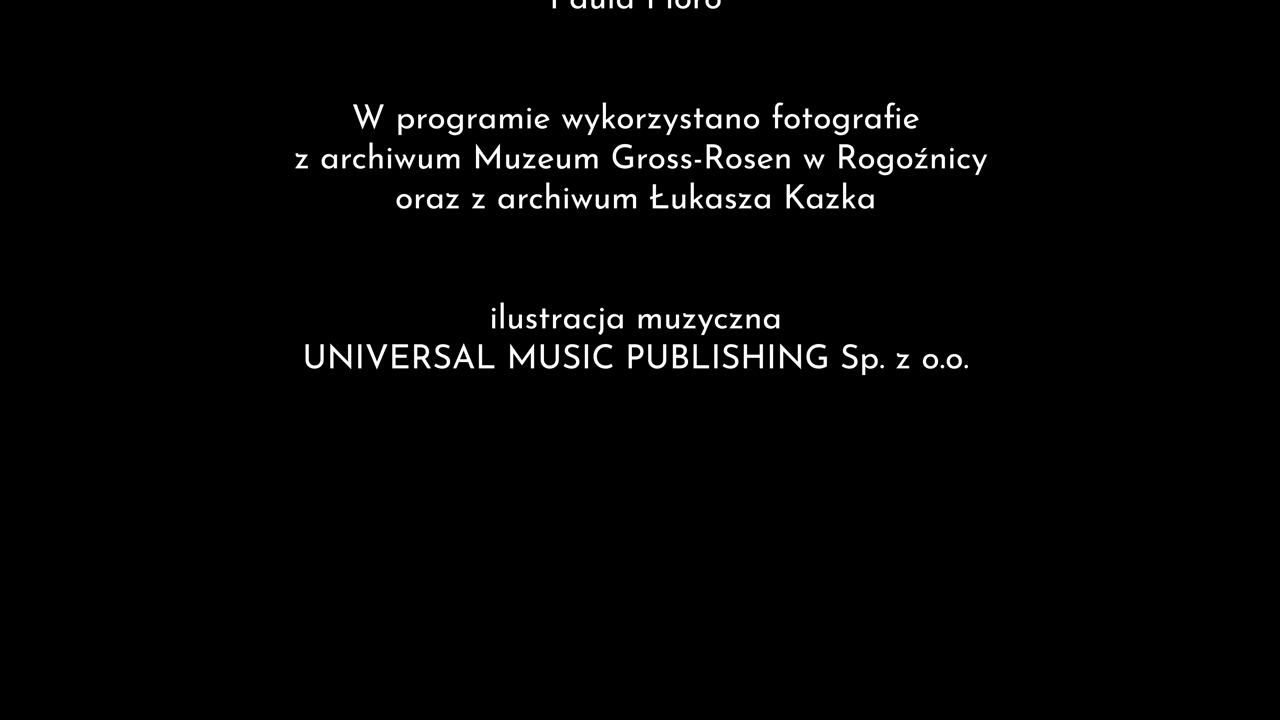 W programie wykorzystano fotografie
z archiwum Muzeum Gross-Rosen w Rogoźnicy
oraz z archiwum Łukasza Kazka
ilustracja muzyczna
UNIVERSAL MUSIC PUBLISHING Sp. z o.o.